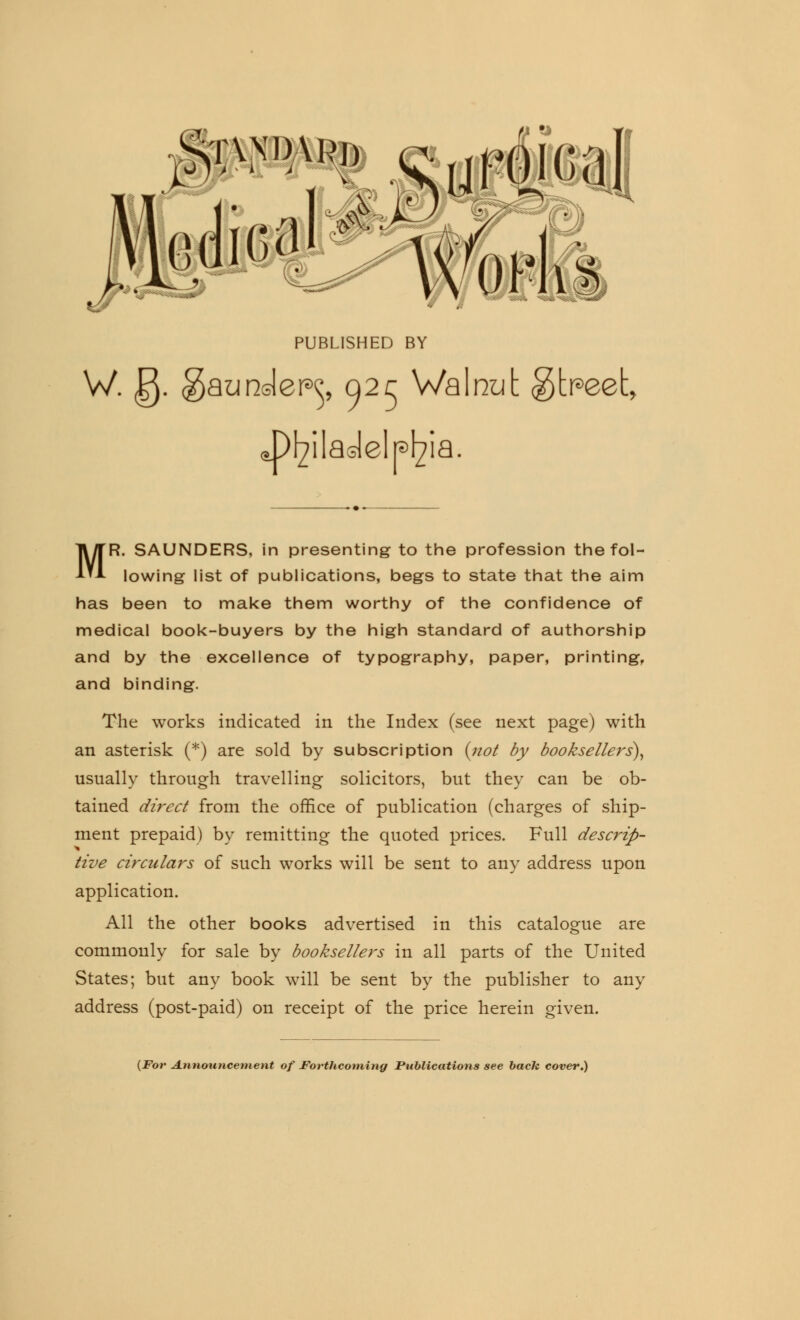 STANDARD
Medical & Surgical
Works
PUBLISHED BY
W. B. Saunders, 925 Walnut Street,
Philadelphia.
MR. SAUNDERS, in presenting to the profession the fol-
lowing list of publications, begs to state that the aim
has been to make them worthy of the confidence of
medical book-buyers by the high standard of authorship
and by the excellence of typography, paper, printing,
and binding.
The works indicated in the Index (see next page) with
an asterisk (*) are sold by subscription (not by booksellers),
usually through travelling solicitors, but they can be ob-
tained direct from the office of publication (charges of ship-
ment prepaid) by remitting the quoted prices. Full descrip-
tive circulars of such works will be sent to any address upon
application.
All the other books advertised in this catalogue are
commonly for sale by booksellers in all parts of the United
States; but any book will be sent by the publisher to any
address (post-paid) on receipt of the price herein given.
(For Announcement of Forthcoming Publications see back cover.)